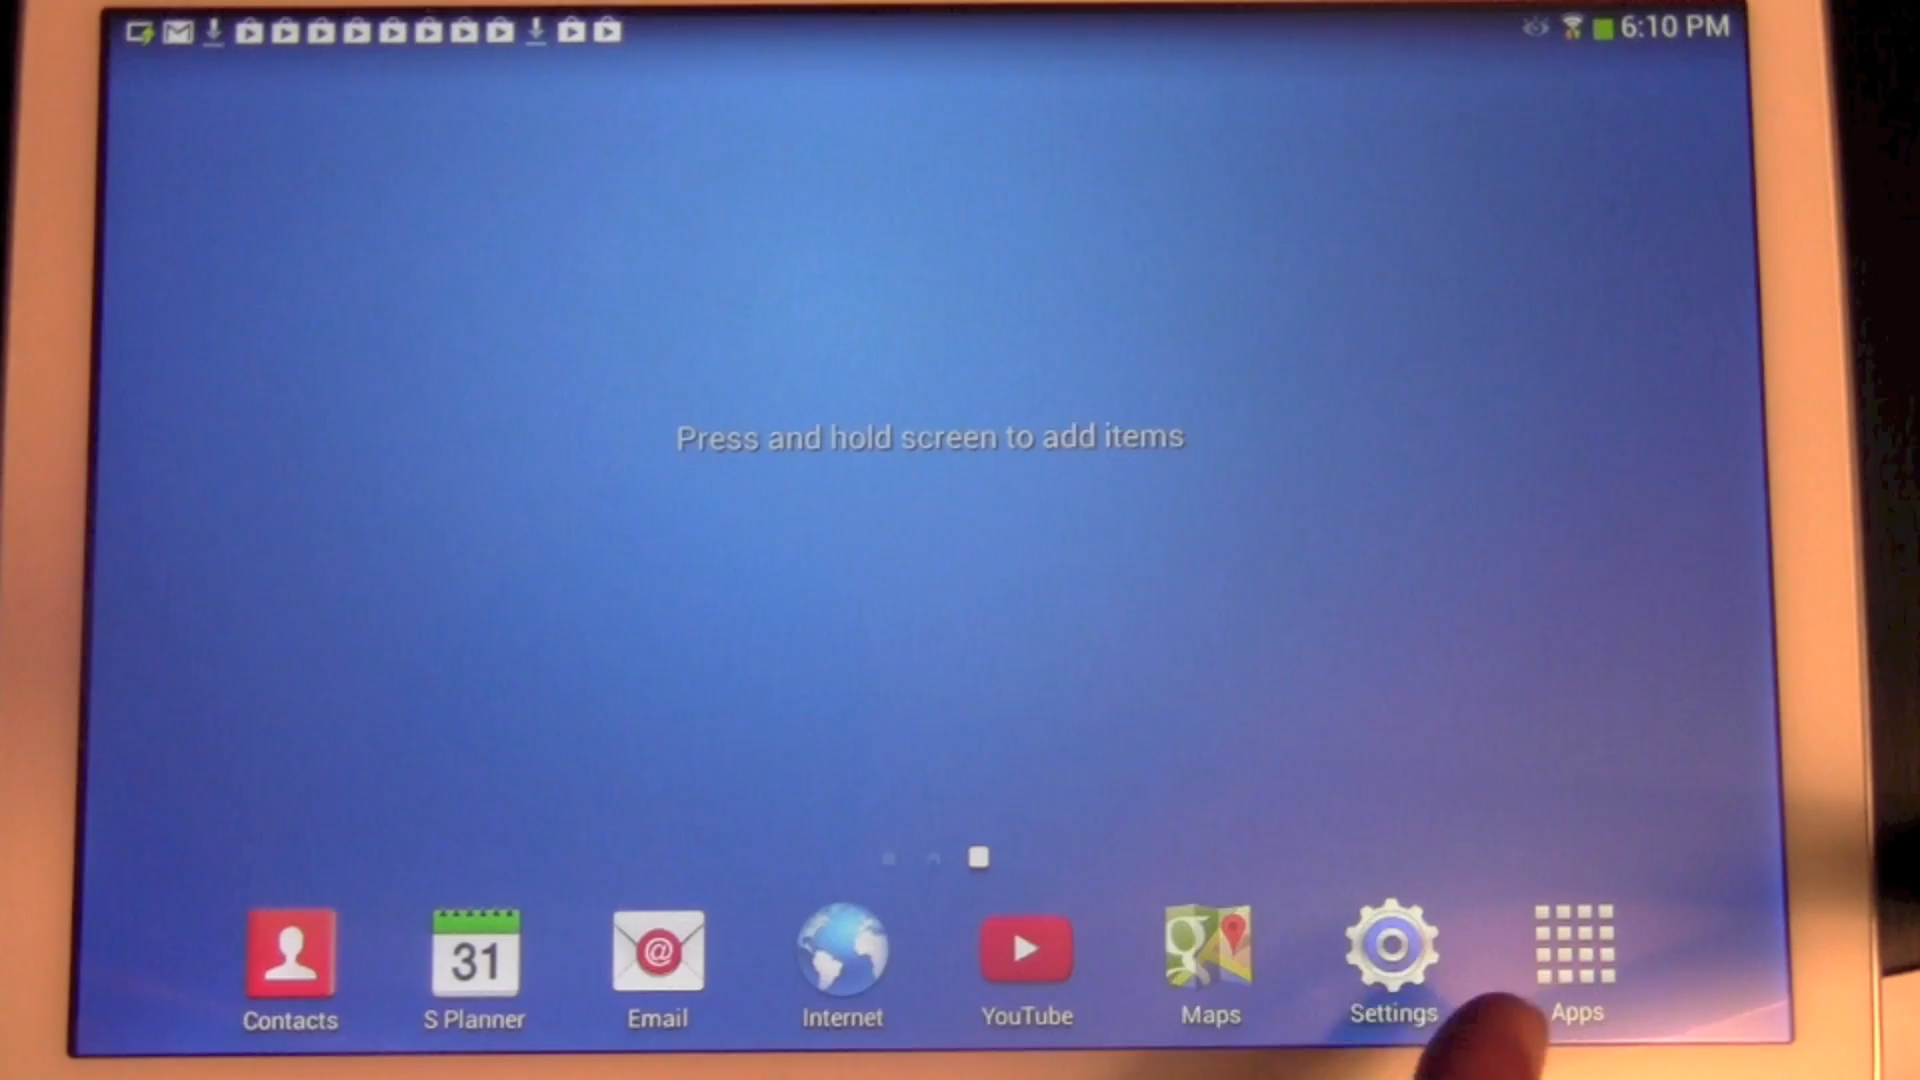 6:10 PM
Press and hold screen to add items
31
@
g
Contacts
S Planner
Email
Internet
YouTube
Maps
Settings
Apps